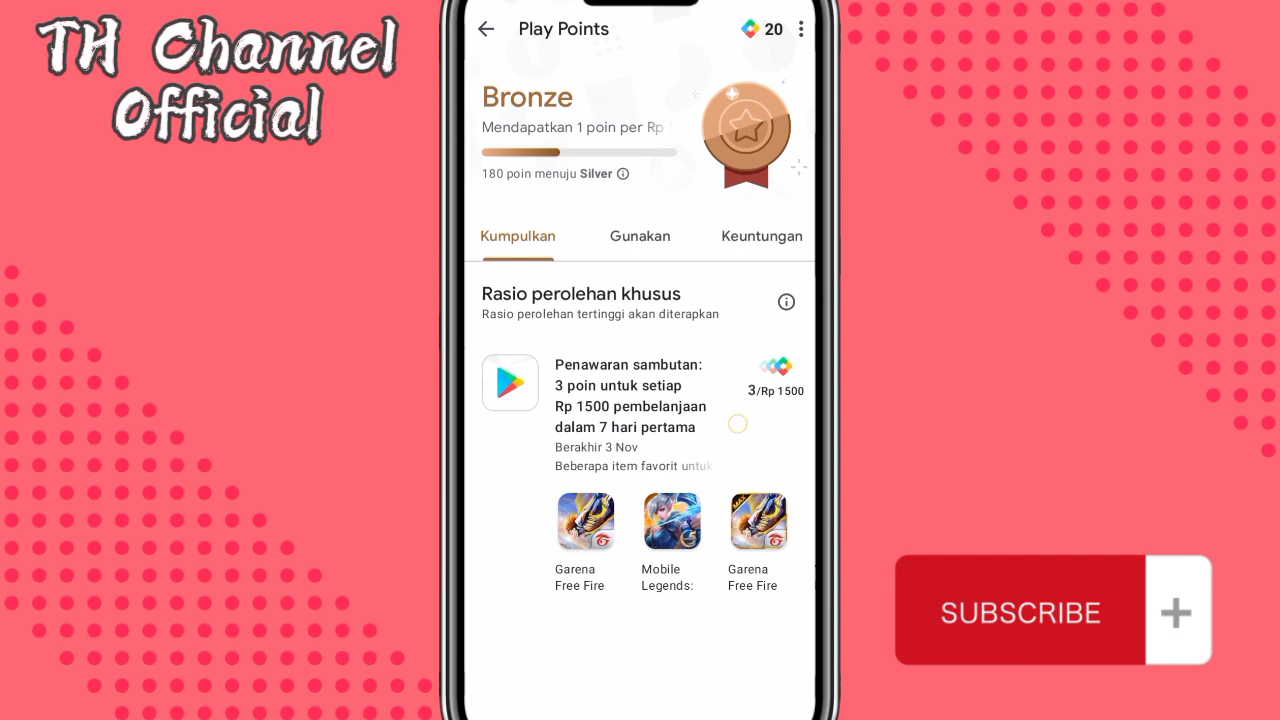 TH Channel
Official
Play Points
20
Bronze
Mendapatkan 1 poin per Rp
180 poin menuju Silver
Kumpulkan
Gunakan
Keuntungan
Rasio perolehan khusus
Rasio perolehan tertinggi akan diterapkan
Penawaran sambutan:
3 poin untuk setiap
Rp 1500 pembelanjaan
dalam 7 hari pertama
3/Rp 1500
Berakhir 3 Nov
Beberapa item favorit untuk
MAX
Garena
Free Fire
Mobile
Legends:
Garena
Free Fire
SUBSCRIBE